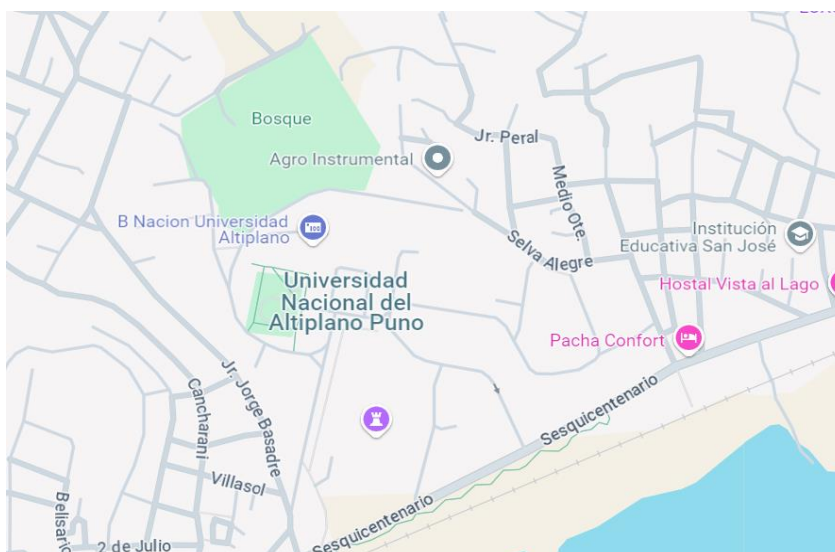 Bosque
Jr. Peral
Agro Instrumental
Medio Ote.
B Nacion Universidad
Altiplano
Selva Alegre
Institución
Educativa San José
Universidad
Nacional del
Altiplano Puno
Hostal Vista al Lago
Pacha Confort
Jr. Jorge Basadre
Cancharani
Sesquicentenario
Villasol
Belisario
Sesquicentenario
2 de Julio